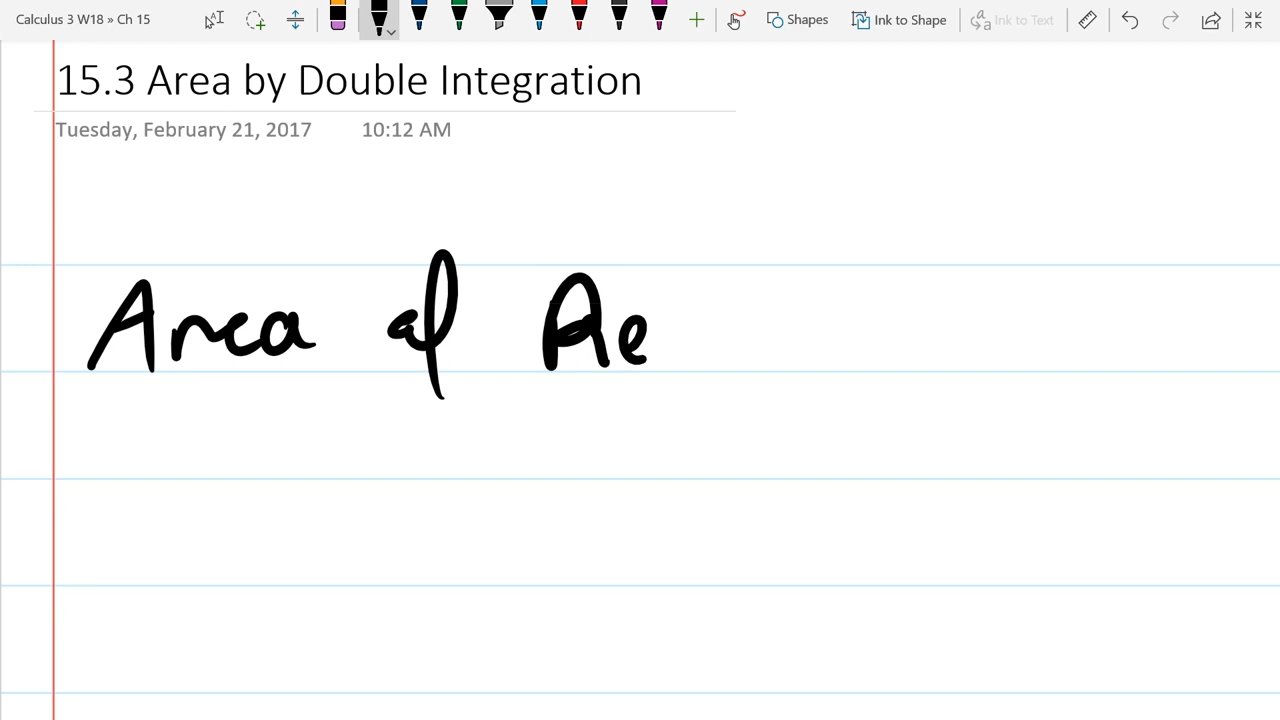 Calculus 3 W18 » Ch 15
Shapes
Ink to Shape
Ink to Text
15.3 Area by Double Integration
Tuesday, February 21, 2017 10:12 AM
Area of Re